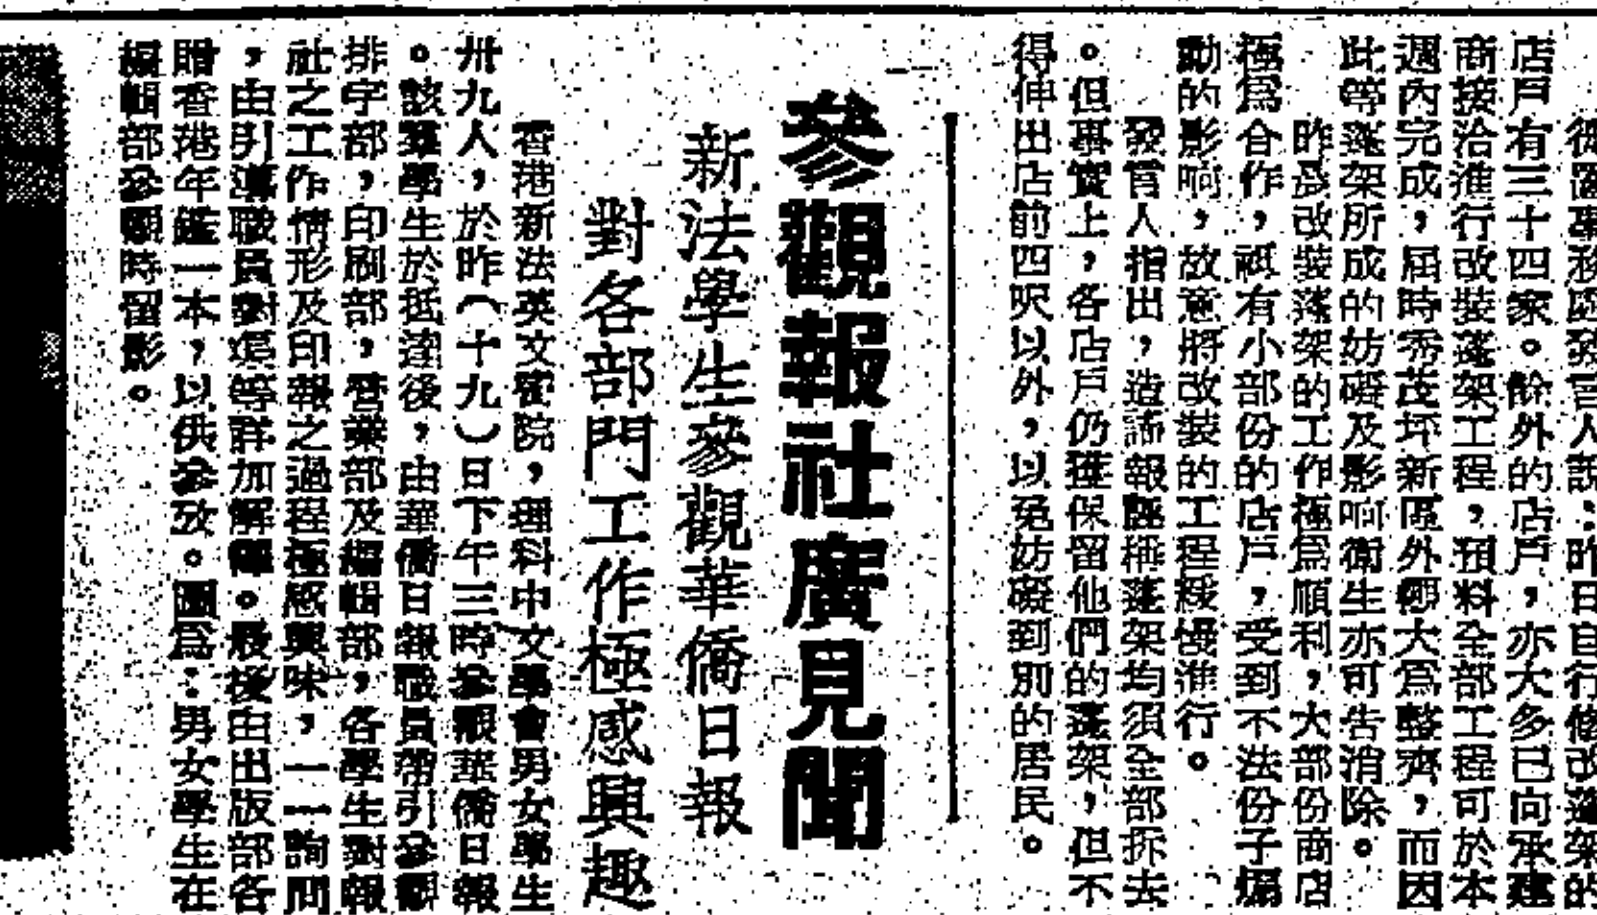 從置事務處發言人說：昨日自行修改蓬架的
店戶有三十四家。餘外的店戶，亦大多已向承建
商接洽進行改裝蓬架工程，預料全部工程可於本
週內完成，屆時秀茂坪新區外郷大為整齊，而因
此等蓬架所成的妨礙及影响衛生亦可告消除。
昨為改裝蓬架的工作極為順利，大部份商店
極為合作，祗有小部份的店戶，受到不法份子煽
動的影响，故意將改裝的工程緩慢進行。
發言人指出，造謠報誣稱蓬架均須全部拆去
。但事實上，各店戶仍獲保留他們的蓬架，但不
得伸出店前四呎以外，以免妨礙到別的居民。
參觀報社廣見聞
新法學生參觀華僑日報
對各部門工作極感興趣
香港新法英文書院，理科中文學會男女學生
卅九人，於昨（十九）日下午三時參觀華僑日報
。該羣學生於抵達後，由華僑日報職員帶引參觀
排字部，印刷部，營業部及編輯部，各學生對報
社之工作情形及印報之過程極感興味，一一詢問
，由引導職員對彼等詳加解釋。最後由出版部各
贈香港年鑑一本，以供參攷。圖為：男女學生在
編輯部參觀時留影。